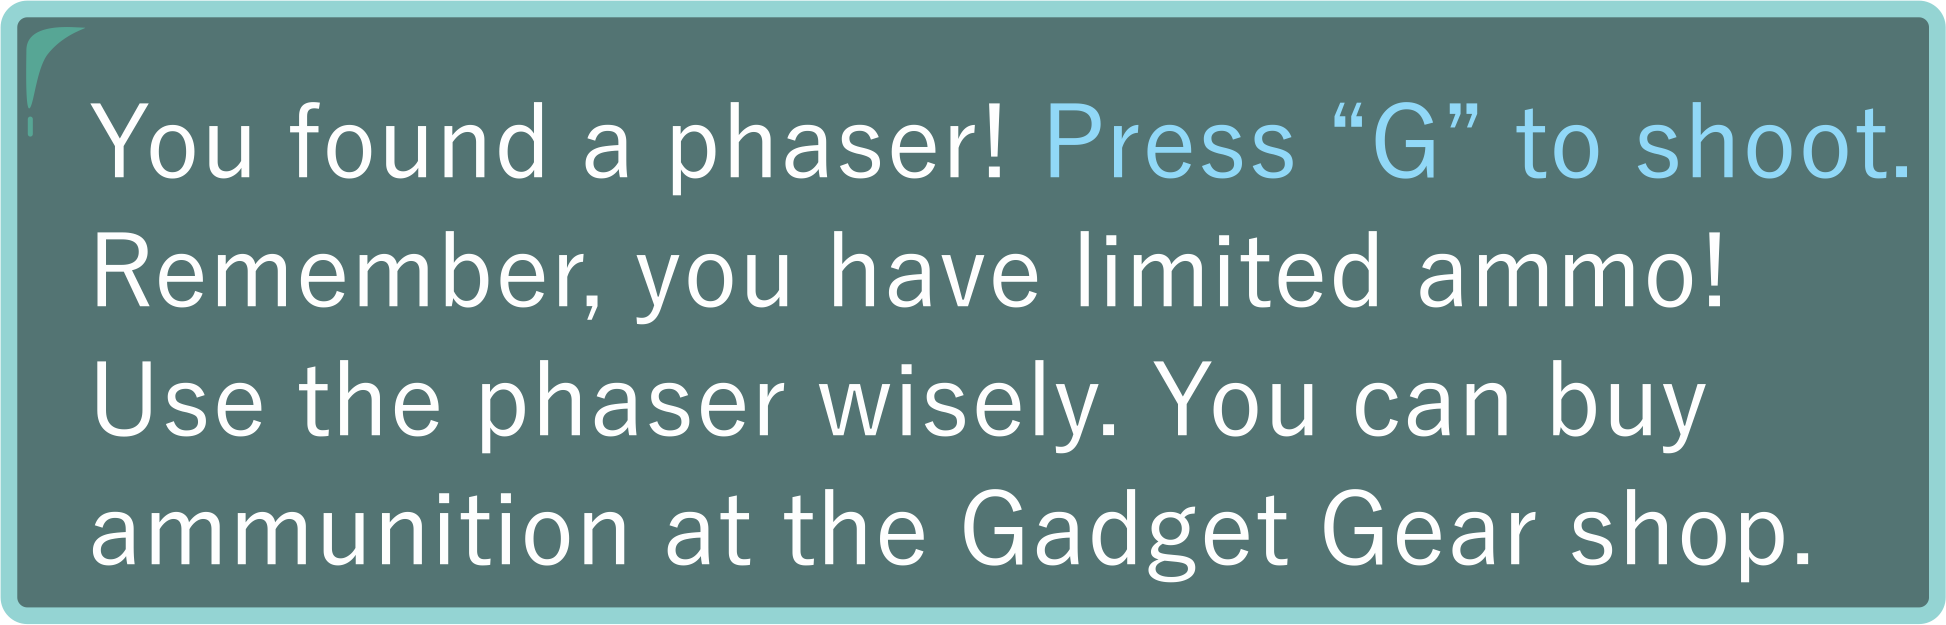 You found a phaser! Press “G” to shoot.
Remember, you have limited ammo!
Use the phaser wisely. You can buy
ammunition at the Gadget Gear shop.